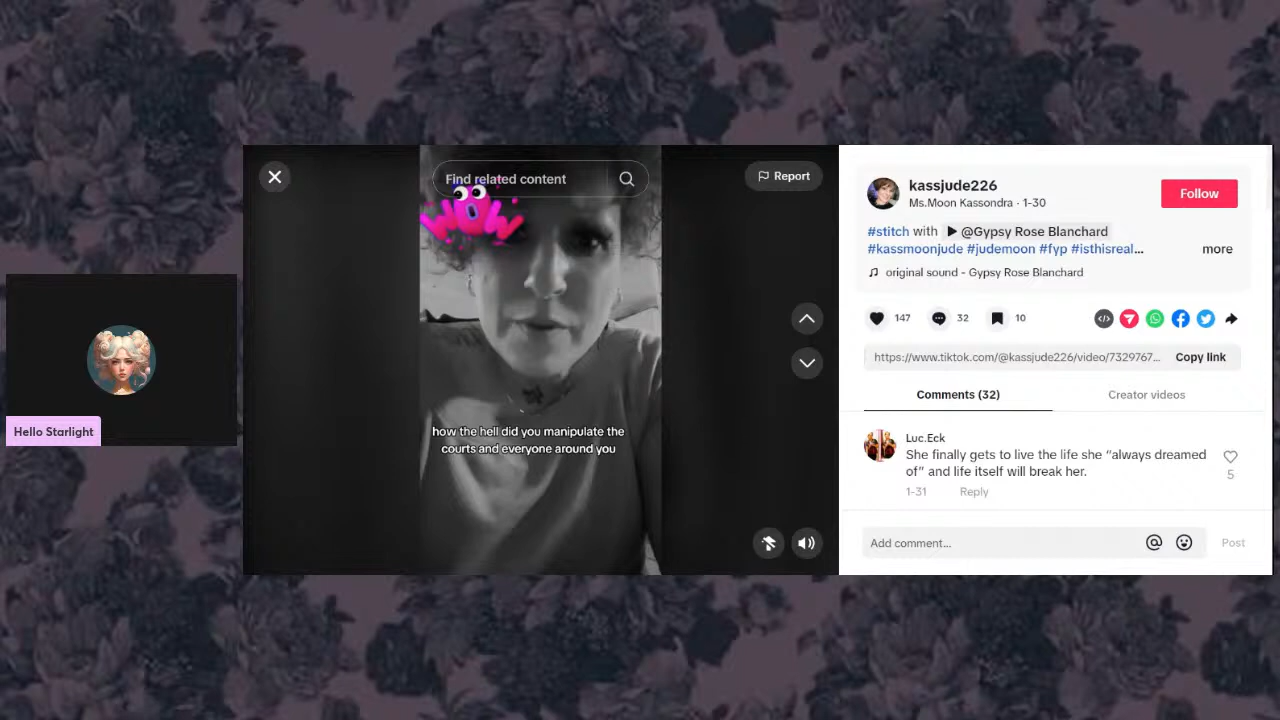 Hello Starlight
Find related content
Report
how the hell did you manipulate the
courts and everyone around you
kassjude226
Ms.Moon Kassondra · 1-30
Follow
#stitch with ▶ @Gypsy Rose Blanchard
#kassmoonjude #judemoon #fyp #isthisreal... more
original sound - Gypsy Rose Blanchard
147
32
10
https://www.tiktok.com/@kassjude226/video/7329767... Copy link
Comments (32)
Creator videos
Luc.Eck
She finally gets to live the life she “always dreamed
of” and life itself will break her.
5
1-31
Reply
Add comment...
Post